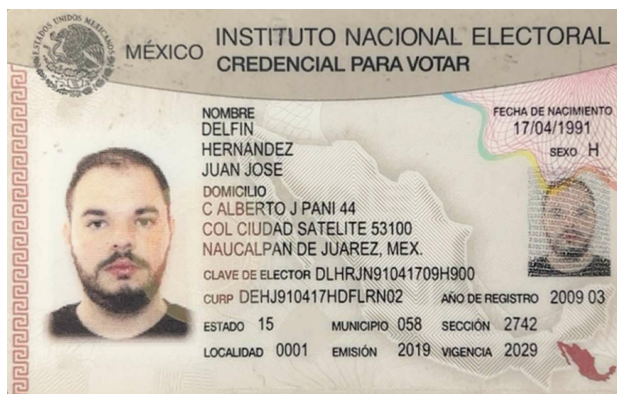 ESTADOS UNIDOS MEXICANOS
MÉXICO INSTITUTO NACIONAL ELECTORAL
CREDENCIAL PARA VOTAR
NOMBRE
DELFIN
HERNANDEZ
JUAN JOSE
FECHA DE NACIMIENTO
17/04/1991
SEXO H
DOMICILIO
C ALBERTO J PANI 44
COL CIUDAD SATELITE 53100
NAUCALPAN DE JUAREZ, MEX.
CLAVE DE ELECTOR DLHRJN91041709H900
CURP DEHJ910417HDFLRN02 AÑO DE REGISTRO 2009 03
ESTADO 15 MUNICIPIO 058 SECCIÓN 2742
LOCALIDAD 0001 EMISIÓN 2019 VIGENCIA 2029